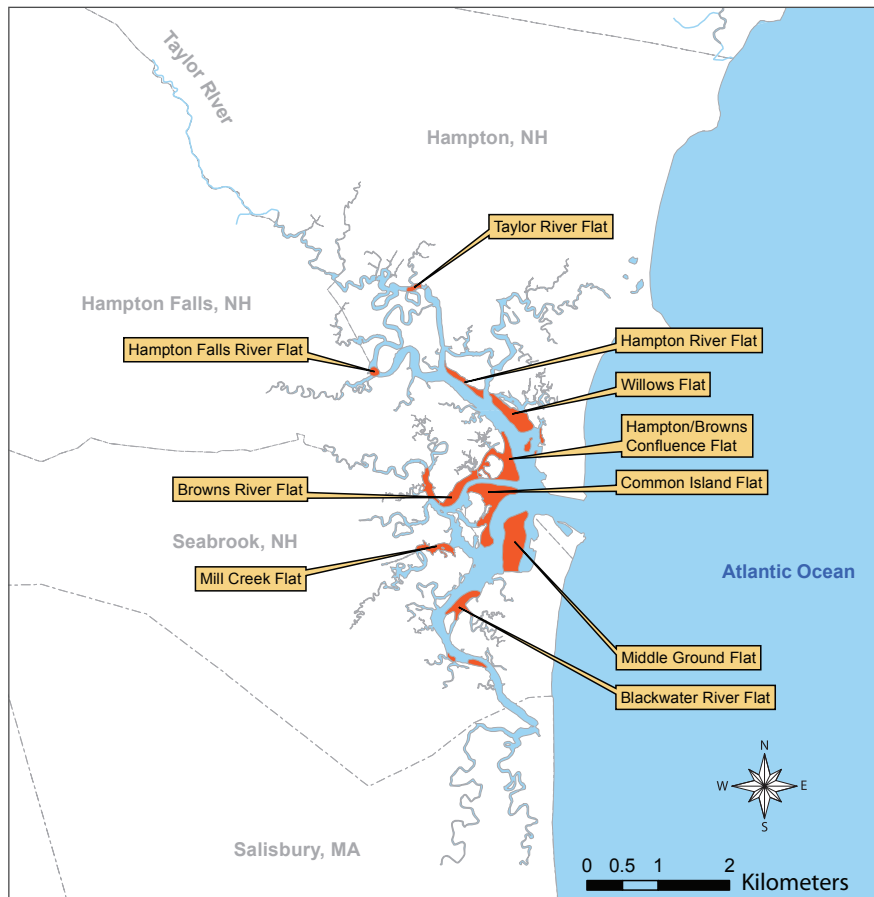 Taylor RIver
Hampton, NH
Taylor River Flat
Hampton Falls, NH
Hampton River Flat
Hampton Falls River Flat
Willows Flat
Hampton/Browns
Confluence Flat
Common Island Flat
Browns River Flat
Seabrook, NH
Mill Creek Flat
Atlantic Ocean
Middle Ground Flat
Blackwater River Flat
N
W
E
S
Salisbury, MA
0 0.5 1 2
Kilometers